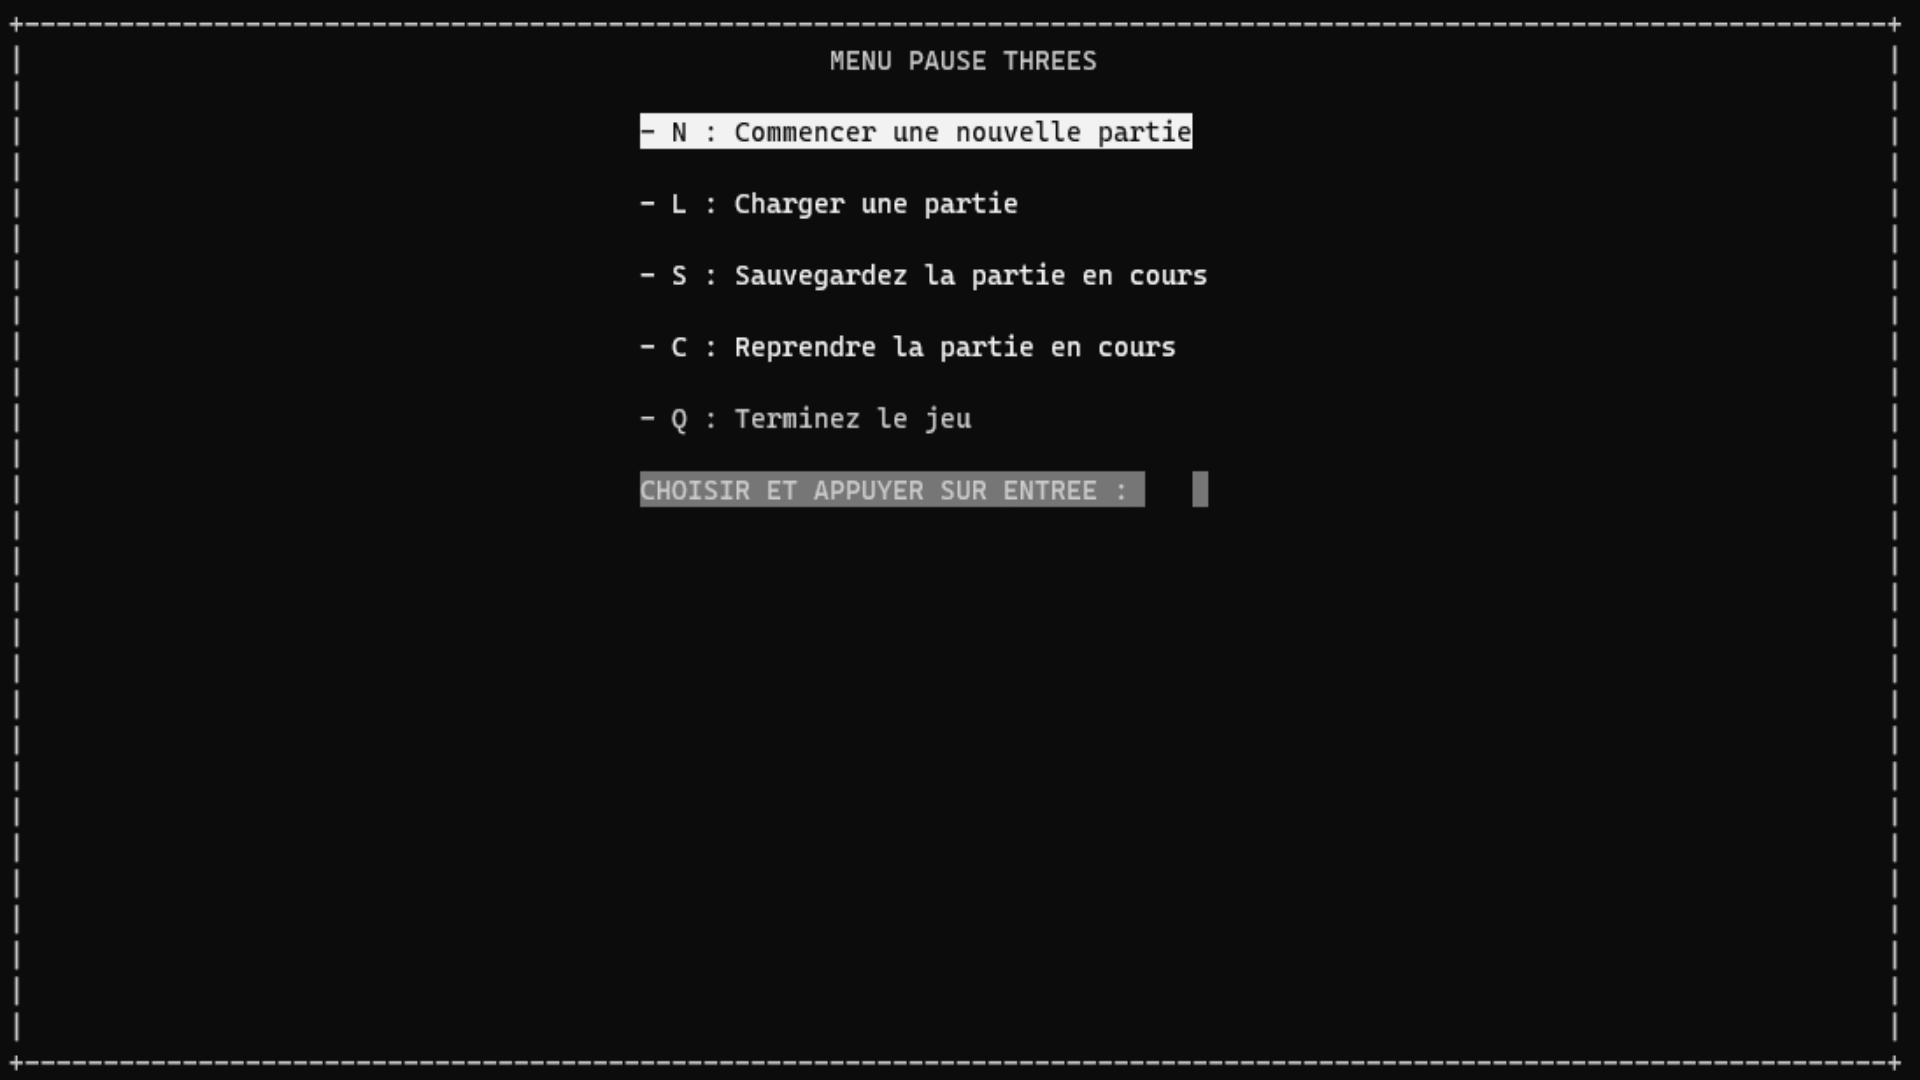 MENU PAUSE THREES
- N : Commencer une nouvelle partie
- L : Charger une partie
- S : Sauvegardez la partie en cours
- C : Reprendre la partie en cours
- Q : Terminez le jeu
CHOISIR ET APPUYER SUR ENTREE :